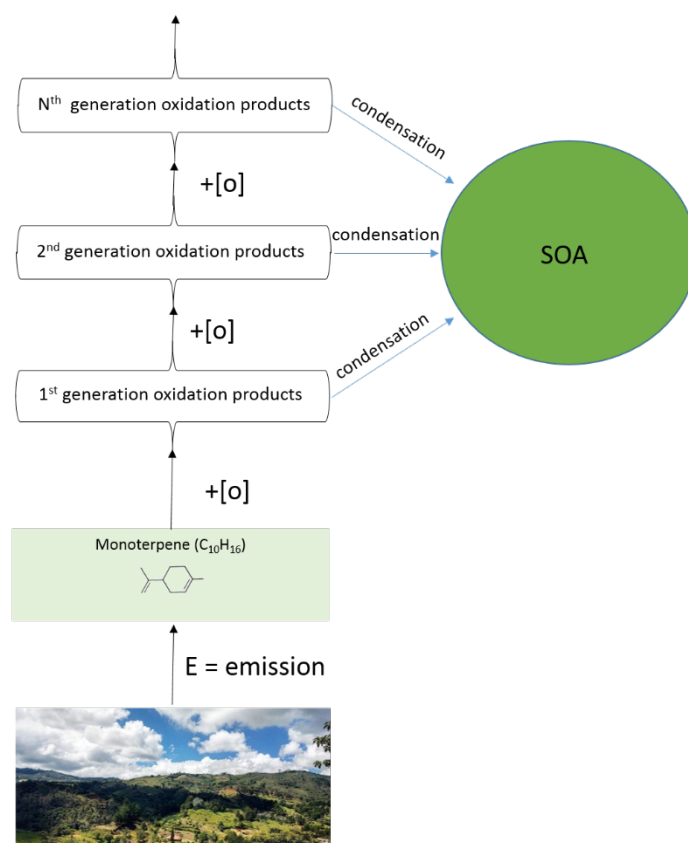 Nth generation oxidation products
condensation
+[o]
2nd generation oxidation products
condensation
SOA
+[o]
1st generation oxidation products
condensation
+[o]
Monoterpene (C10H16)
E = emission